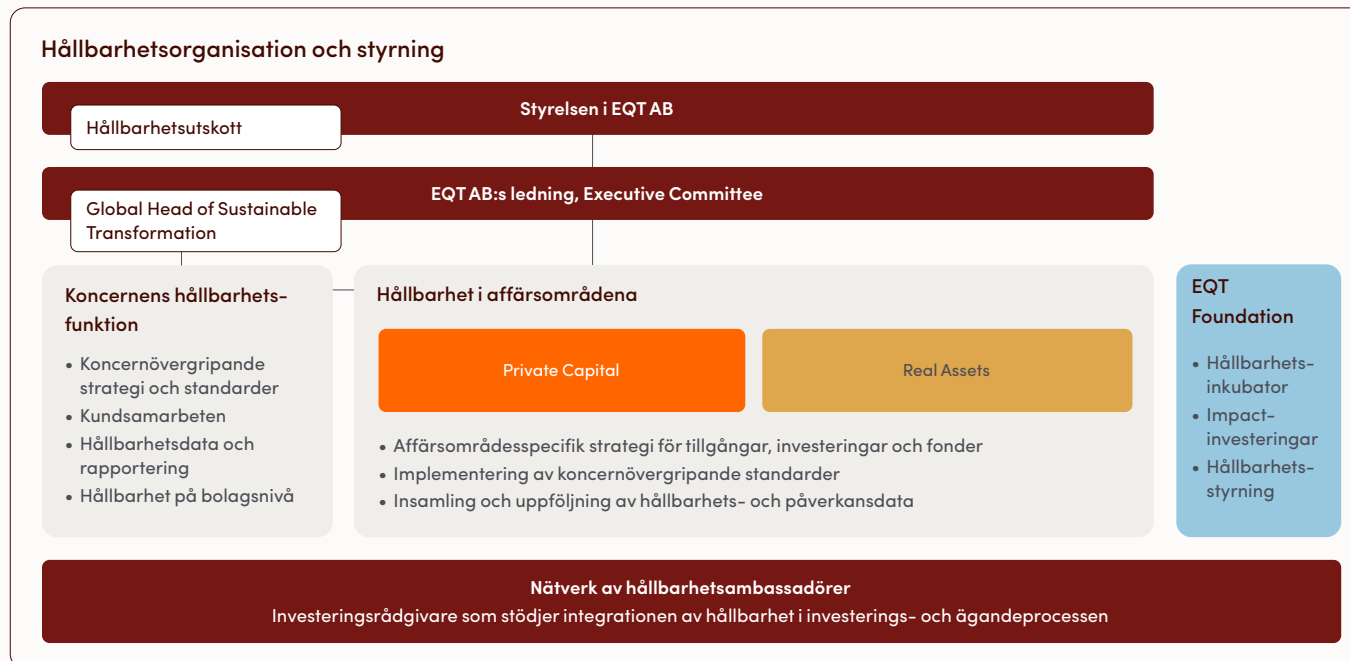 Hållbarhetsorganisation och styrning
Styrelsen i EQT AB
Hållbarhetsutskott
EQT AB:s ledning, Executive Committee
Global Head of Sustainable
Transformation
Koncernens hållbarhets-
funktion
• Koncernövergripande
strategi och standarder
• Kundsamarbeten
• Hållbarhetsdata och
rapportering
• Hållbarhet på bolagsnivå
Hållbarhet i affärsområdena
Private Capital
Real Assets
• Affärsområdesspecifik strategi för tillgångar, investeringar och fonder
• Implementering av koncernövergripande standarder
• Insamling och uppföljning av hållbarhets- och påverkansdata
EQT
Foundation
• Hållbarhets-
inkubator
• Impact-
investeringar
• Hållbarhets-
styrning
Nätverk av hållbarhetsambassadörer
Investeringsrådgivare som stödjer integrationen av hållbarhet i investerings- och ägandeprocessen